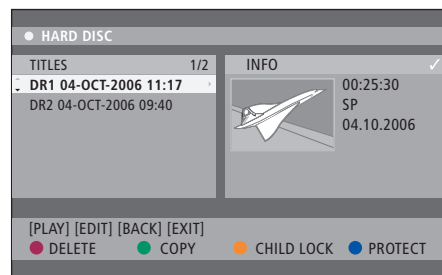 HARD DISC
TITLES 1/2
DR1 04-OCT-2006 11:17
DR2 04-OCT-2006 09:40
INFO
00:25:30
SP
04.10.2006
[PLAY] [EDIT] [BACK] [EXIT]
DELETE COPY CHILD LOCK PROTECT